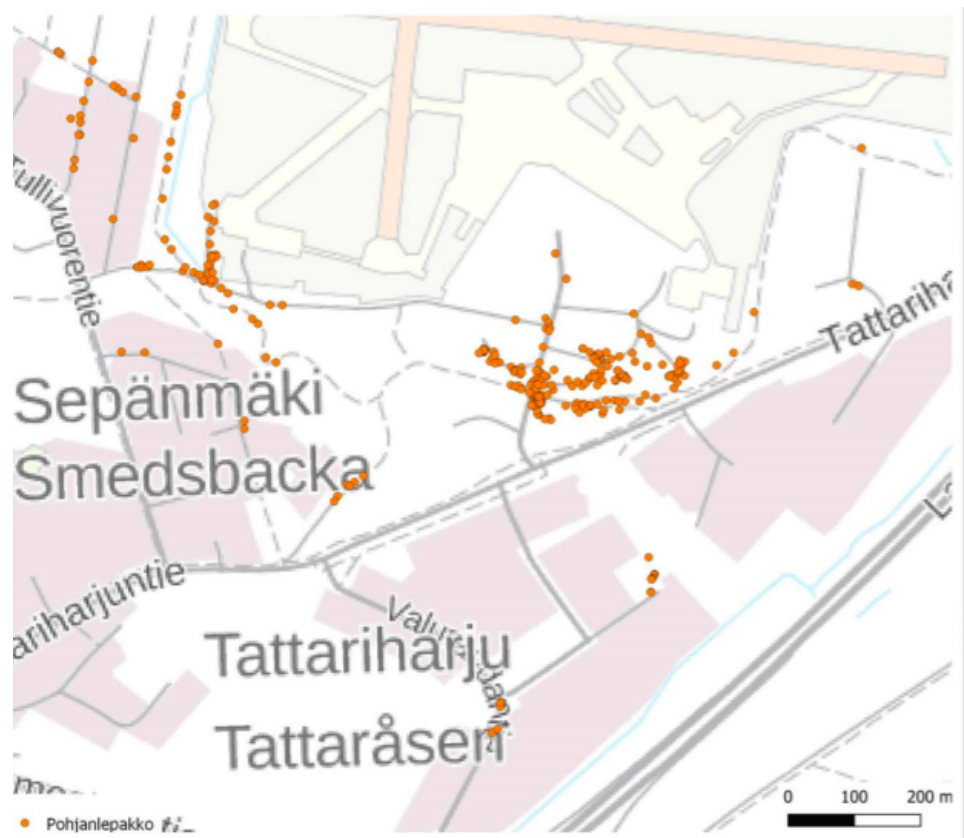 Tullivuorentie
Tattariha
Sepänmäki
Smedsbacka
ariharjuntie
Tattariharju
Tattaråsen
0 100 200 m
Pohjanlepakko